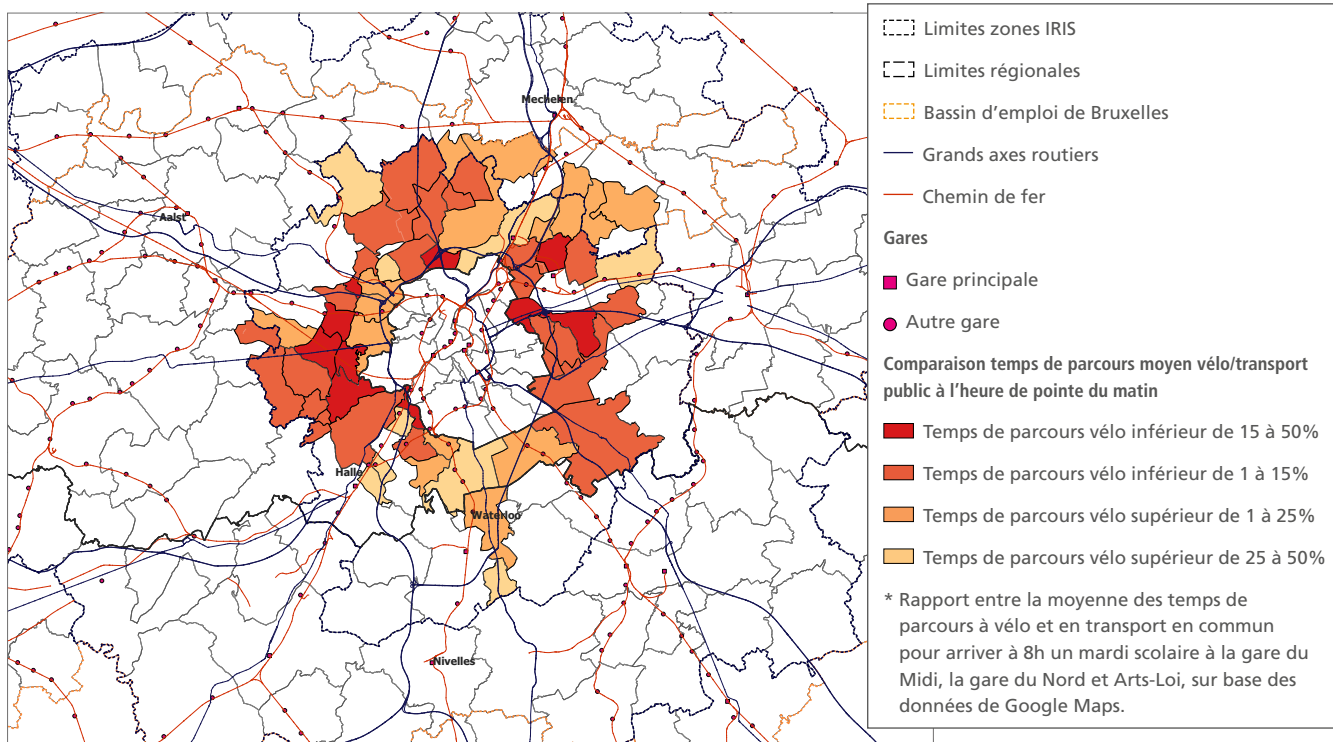 Mechelen
Aalst
Halle
Waterloo
Nivelles
Limites zones IRIS
Limites régionales
Bassin d’emploi de Bruxelles
Grands axes routiers
Chemin de fer
Gares
Gare principale
Autre gare
Comparaison temps de parcours moyen vélo/transport
public à l’heure de pointe du matin
Temps de parcours vélo inférieur de 15 à 50%
Temps de parcours vélo inférieur de 1 à 15%
Temps de parcours vélo supérieur de 1 à 25%
Temps de parcours vélo supérieur de 25 à 50%
* Rapport entre la moyenne des temps de
parcours à vélo et en transport en commun
pour arriver à 8h un mardi scolaire à la gare du
Midi, la gare du Nord et Arts-Loi, sur base des
données de Google Maps.